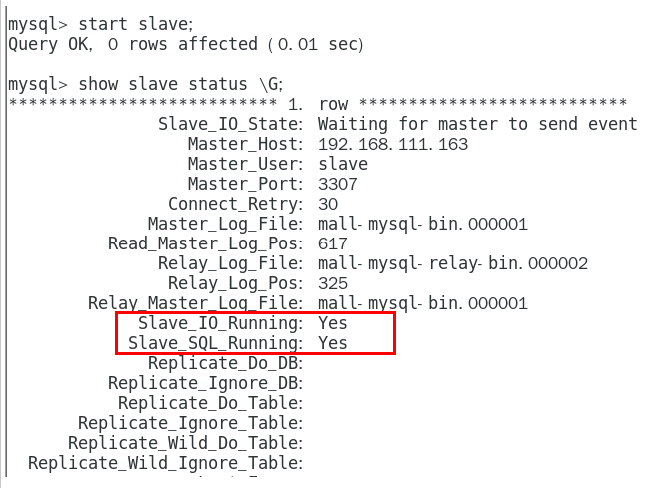 mysql> start slave;
Query OK, 0 rows affected (0.01 sec)
mysql> show slave status \G;
*************************** 1. row ***************************
Slave_IO_State: Waiting for master to send event
Master_Host: 192.168.111.163
Master_User: slave
Master_Port: 3307
Connect_Retry: 30
Master_Log_File: mall-mysql-bin.000001
Read_Master_Log_Pos: 617
Relay_Log_File: mall-mysql-relay-bin.000002
Relay_Log_Pos: 325
Relay_Master_Log_File: mall-mysql-bin.000001
Slave_IO_Running: Yes
Slave_SQL_Running: Yes
Replicate_Do_DB:
Replicate_Ignore_DB:
Replicate_Do_Table:
Replicate_Ignore_Table:
Replicate_Wild_Do_Table:
Replicate_Wild_Ignore_Table: